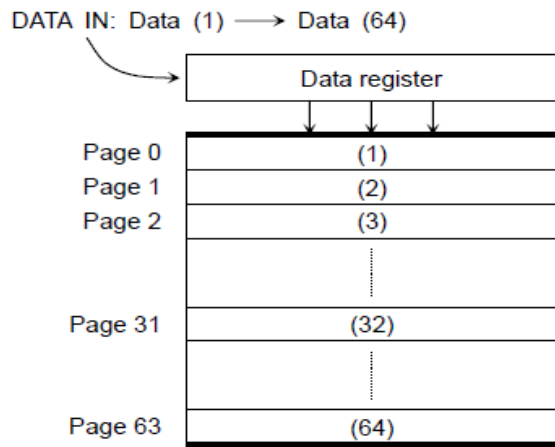 DATA IN: Data (1) ⟶ Data (64)
Data register
Page 0 (1)
Page 1 (2)
Page 2 (3)
Page 31 (32)
Page 63 (64)